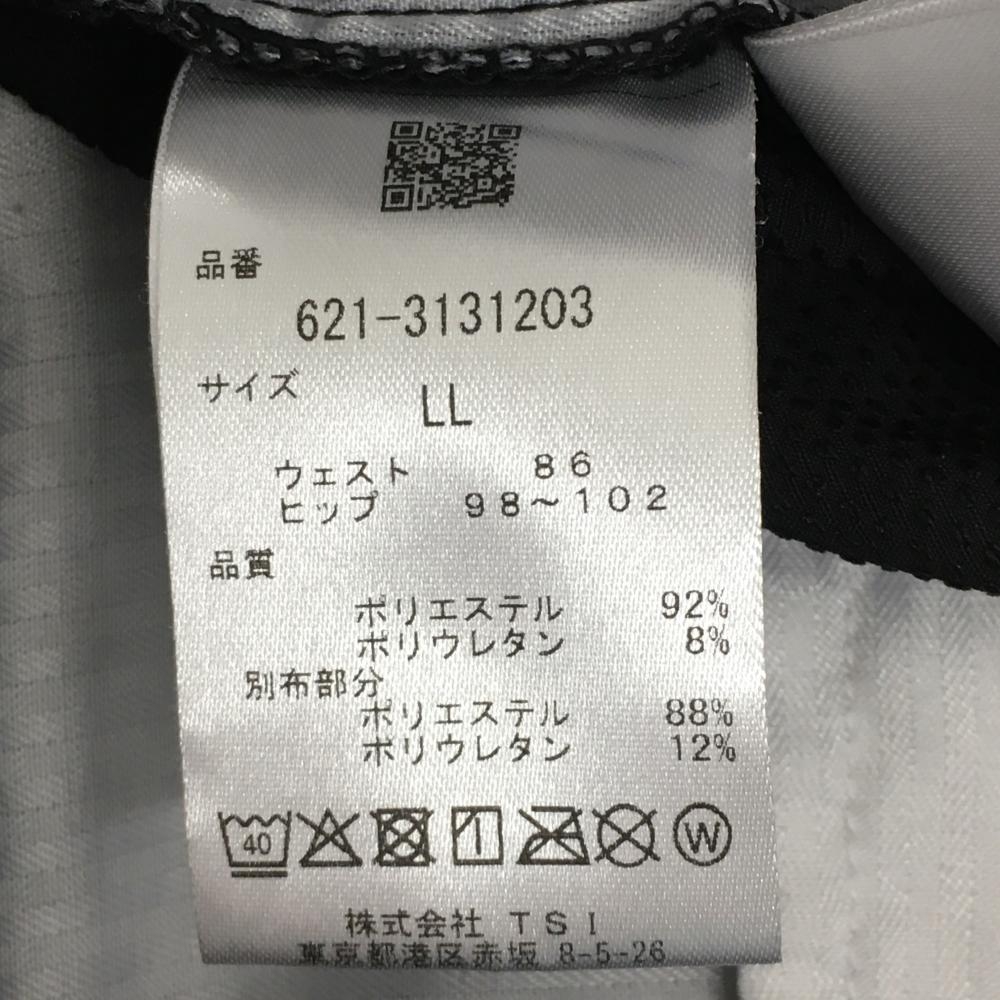 品番
621-3131203
サイズ LL
ウェスト 86
ヒップ 98~102
品質
ポリエステル 92%
ポリウレタン 8%
別布部分
ポリエステル 88%
ポリウレタン 12%
40 W
株式会社 TSI
東京都港区赤坂 8-5-26